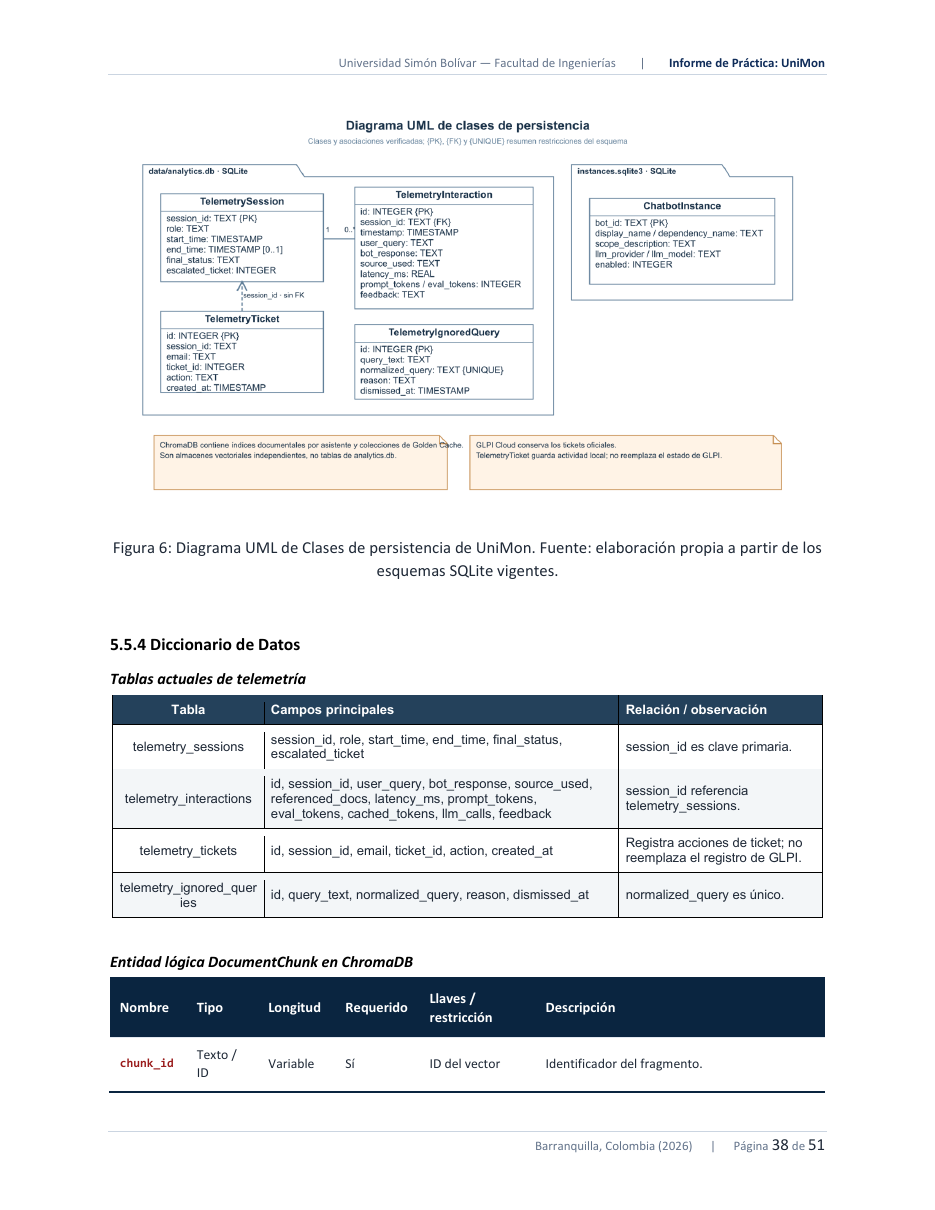 Universidad Simón Bolívar — Facultad de Ingenierías | Informe de Práctica: UniMon
Diagrama UML de clases de persistencia
Clases y asociaciones verificadas; {PK}, {FK} y {UNIQUE} resumen restricciones del esquema
data/analytics.db · SQLite
TelemetrySession
session_id: TEXT {PK}
role: TEXT
start_time: TIMESTAMP
end_time: TIMESTAMP [0..1]
final_status: TEXT
escalated_ticket: INTEGER
1 0..*
TelemetryInteraction
id: INTEGER {PK}
session_id: TEXT {FK}
timestamp: TIMESTAMP
user_query: TEXT
bot_response: TEXT
source_used: TEXT
latency_ms: REAL
prompt_tokens / eval_tokens: INTEGER
feedback: TEXT
session_id · sin FK
TelemetryTicket
id: INTEGER {PK}
session_id: TEXT
email: TEXT
ticket_id: INTEGER
action: TEXT
created_at: TIMESTAMP
TelemetryIgnoredQuery
id: INTEGER {PK}
query_text: TEXT
normalized_query: TEXT {UNIQUE}
reason: TEXT
dismissed_at: TIMESTAMP
instances.sqlite3 · SQLite
ChatbotInstance
bot_id: TEXT {PK}
display_name / dependency_name: TEXT
scope_description: TEXT
llm_provider / llm_model: TEXT
enabled: INTEGER
ChromaDB contiene índices documentales por asistente y colecciones de Golden Cache.
Son almacenes vectoriales independientes, no tablas de analytics.db.
GLPI Cloud conserva los tickets oficiales.
TelemetryTicket guarda actividad local; no reemplaza el estado de GLPI.
Figura 6: Diagrama UML de Clases de persistencia de UniMon. Fuente: elaboración propia a partir de los
esquemas SQLite vigentes.
5.5.4 Diccionario de Datos
Tablas actuales de telemetría
Tabla Campos principales Relación / observación
telemetry_sessions
session_id, role, start_time, end_time, final_status,
escalated_ticket
session_id es clave primaria.
telemetry_interactions
id, session_id, user_query, bot_response, source_used,
referenced_docs, latency_ms, prompt_tokens,
eval_tokens, cached_tokens, llm_calls, feedback
session_id referencia
telemetry_sessions.
telemetry_tickets
id, session_id, email, ticket_id, action, created_at
Registra acciones de ticket; no
reemplaza el registro de GLPI.
telemetry_ignored_quer
ies
id, query_text, normalized_query, reason, dismissed_at
normalized_query es único.
Entidad lógica DocumentChunk en ChromaDB
Nombre Tipo Longitud Requerido Llaves /
restricción Descripción
chunk_id Texto /
ID Variable Sí ID del vector Identificador del fragmento.
Barranquilla, Colombia (2026) | Página 38 de 51